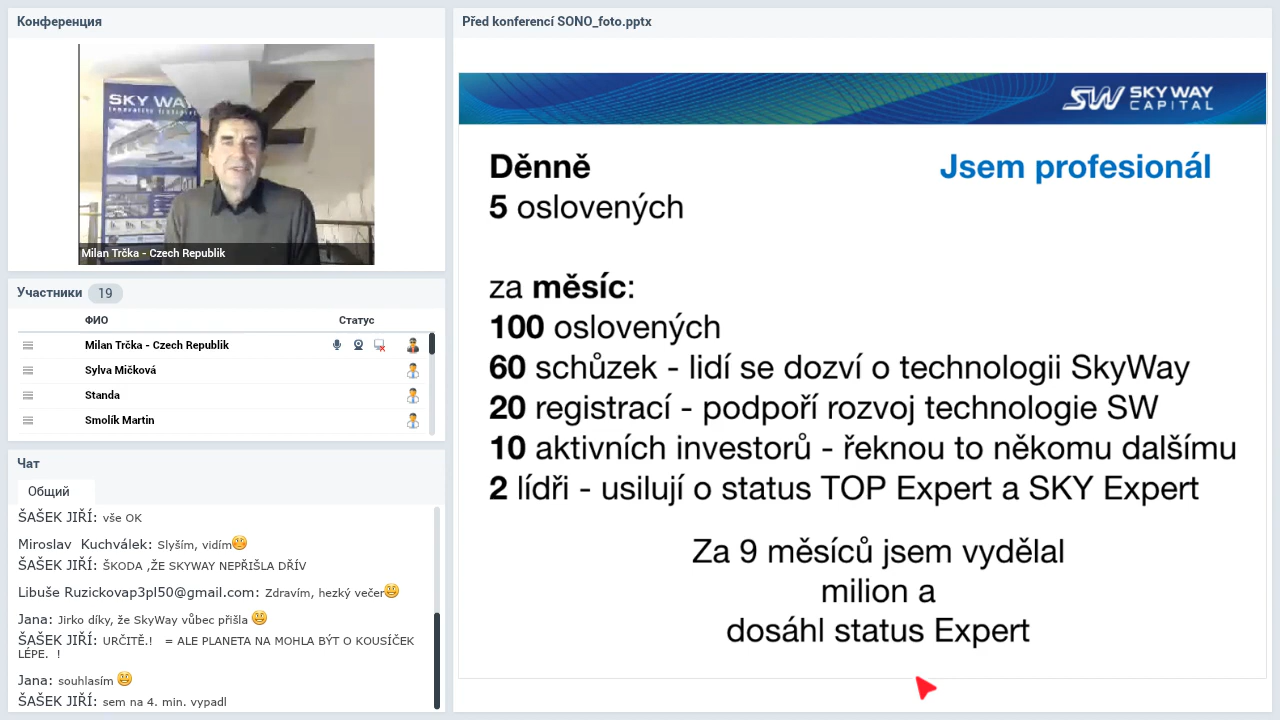 Конференция
SKY WAY
Milan Trčka - Czech Republik
Участники 19
ФИО Статус
Milan Trčka - Czech Republik
Sylva Mičková
Standa
Smolík Martin
Чат
Общий
ŠAŠEK JIŘÍ: vše OK
Miroslav Kuchválek: Slyším, vidím
ŠAŠEK JIŘÍ: ŠKODA ,ŽE SKYWAY NEPŘIŠLA DŘÍV
Libuše Ruzickovap3pl50@gmail.com: Zdravím, hezký večer
Jana: Jirko díky, že SkyWay vůbec přišla
ŠAŠEK JIŘÍ: URČITĚ.! = ALE PLANETA NA MOHLA BÝT O KOUSÍČEK
LÉPE. !
Jana: souhlasím
ŠAŠEK JIŘÍ: sem na 4. min. vypadl
Před konferencí SONO_foto.pptx
SW SKY WAY
CAPITAL
Děnně
Jsem profesionál
5 oslovených
za měsíc:
100 oslovených
60 schůzek - lidí se dozví o technologii SkyWay
20 registrací - podpoří rozvoj technologie SW
10 aktivních investorů - řeknou to někomu dalšímu
2 lídři - usilují o status TOP Expert a SKY Expert
Za 9 měsíců jsem vydělal
milion a
dosáhl status Expert